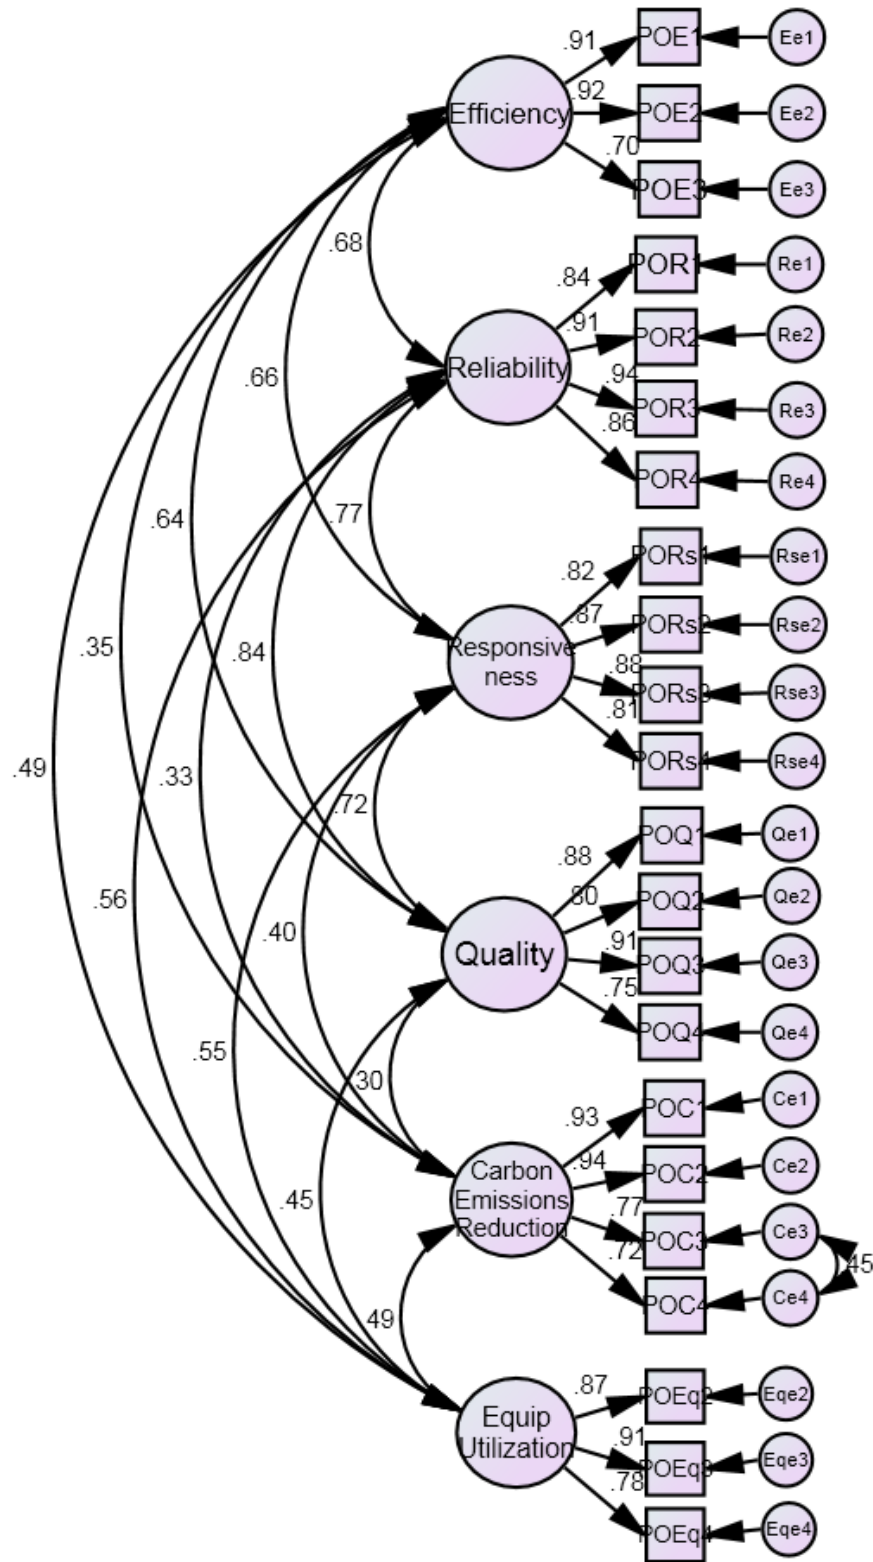 .91
POE1
Ee1
Efficiency
.92
POE2
Ee2
.70
POE3
Ee3
.68
.84
POR1
Re1
.91
POR2
Re2
Reliability
.94
POR3
Re3
.66
.86
POR4
Re4
.64
.77
.82
PORs1
Rse1
.87
PORs2
Rse2
Responsive
ness
.88
PORs3
Rse3
.81
PORs4
Rse4
.35
.84
.49
.33
.72
.88
POQ1
Qe1
.80
POQ2
Qe2
.56
.40
Quality
.91
POQ3
Qe3
.75
POQ4
Qe4
.55
.30
.93
POC1
Ce1
.94
POC2
Ce2
Carbon
Emissions
Reduction
.77
POC3
Ce3
.72
POC4
Ce4
.45
.45
.49
.87
POEq2
Eqe2
Equip
Utilization
.91
POEq3
Eqe3
.78
POEq4
Eqe4